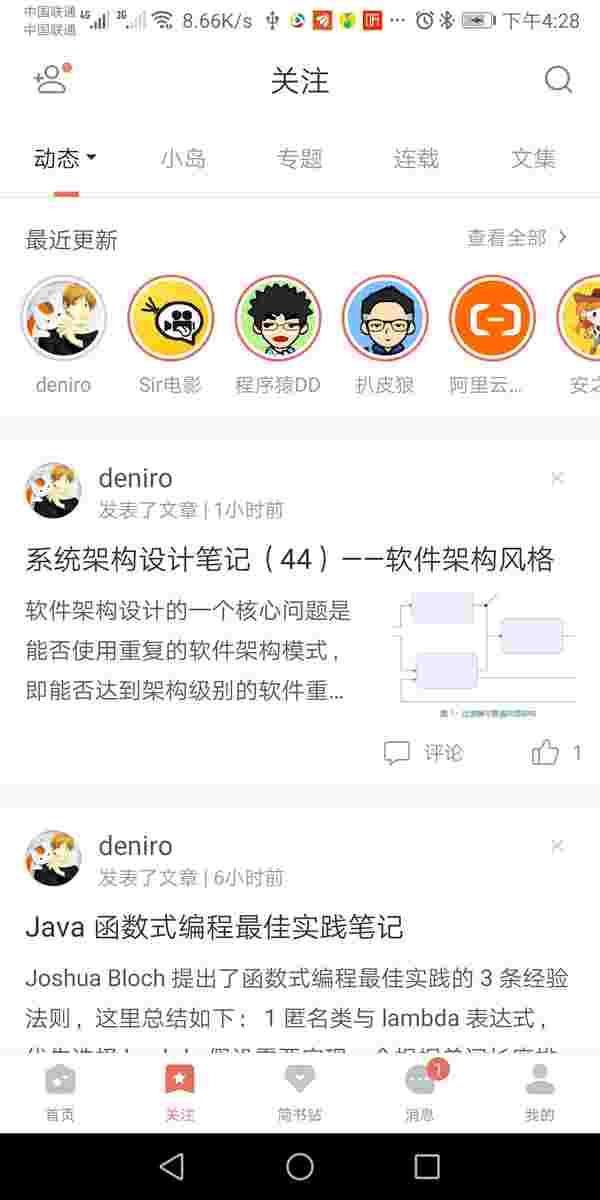 中国联通
中国联通
4G
3G
8.66K/s
下午4:28
关注
动态
小岛
专题
连载
文集
最近更新
查看全部
deniro
Sir电影
程序猿DD
扒皮狼
阿里云...
安之
deniro
发表了文章 | 1小时前
系统架构设计笔记（44）——软件架构风格
软件架构设计的一个核心问题是
能否使用重复的软件架构模式，
即能否达到架构级别的软件重...
评论
1
deniro
发表了文章 | 6小时前
Java 函数式编程最佳实践笔记
Joshua Bloch 提出了函数式编程最佳实践的 3 条经验
法则，这里总结如下： 1 匿名类与 lambda 表达式，
首页
关注
简书钻
1
消息
我的